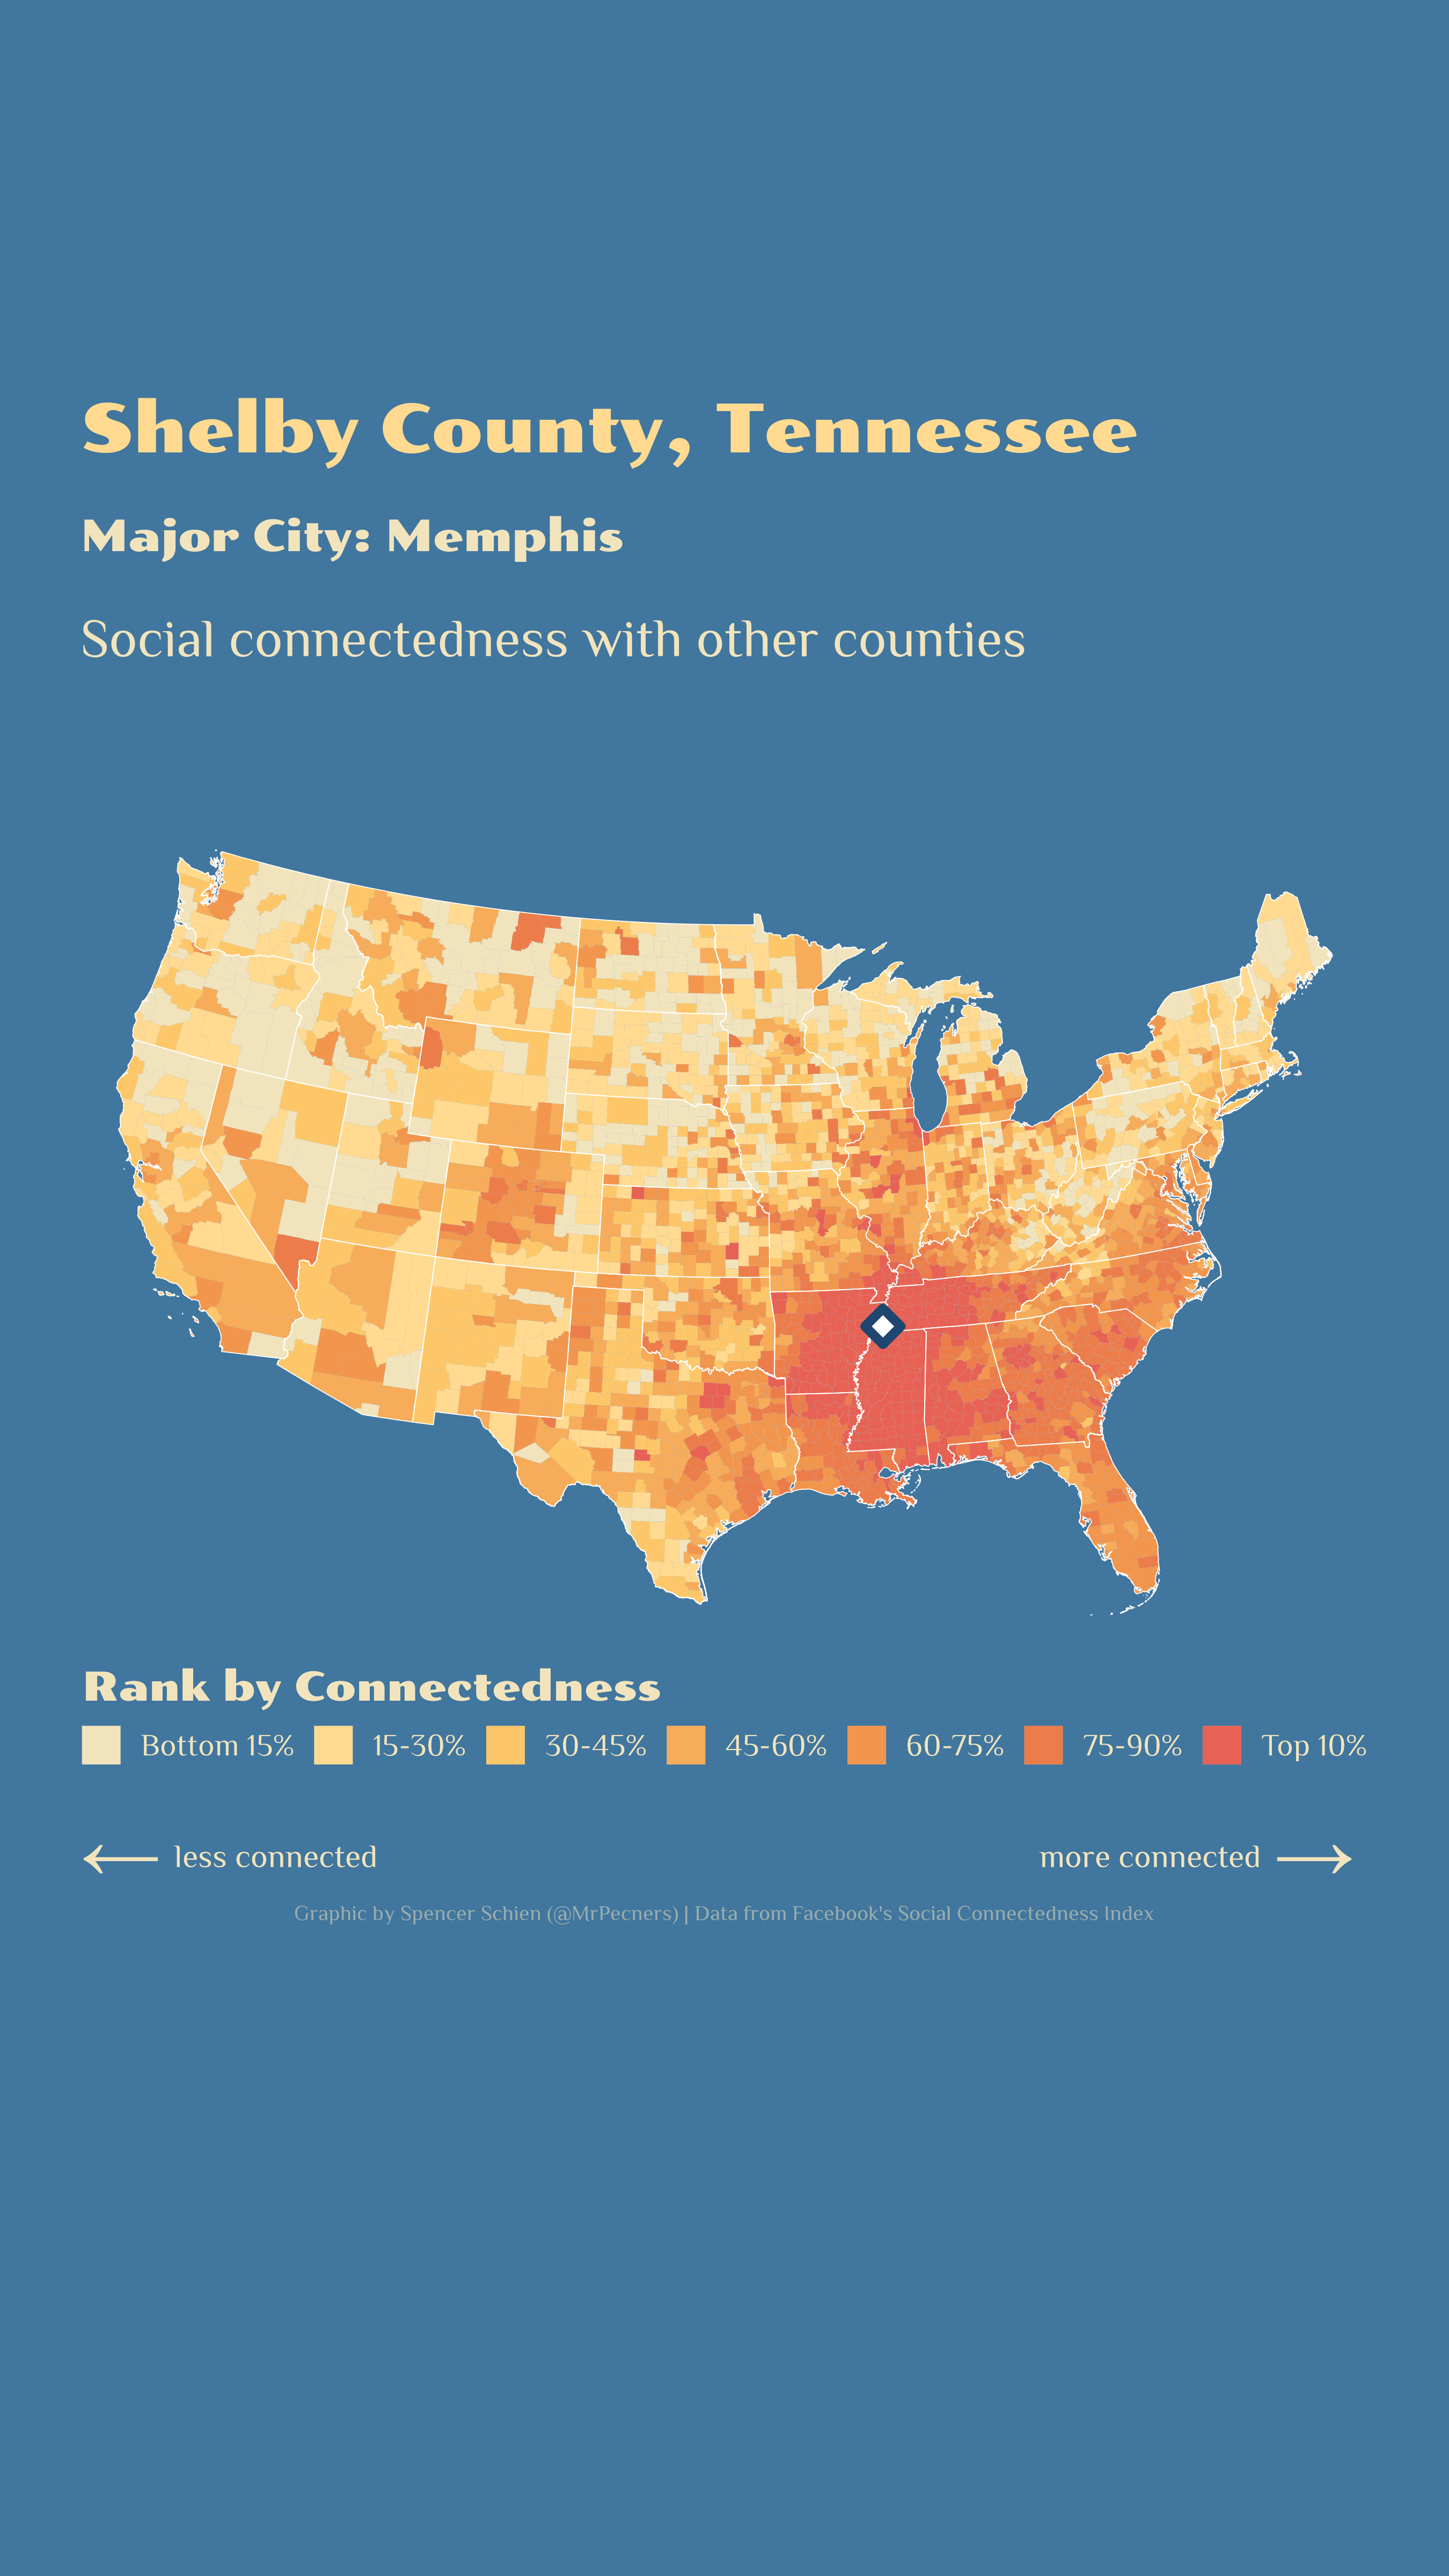 Shelby County, Tennessee
Major City: Memphis
Social connectedness with other counties
Rank by Connectedness
Bottom 15% 15-30% 30-45% 45-60% 60-75% 75-90% Top 10%
← less connected more connected →
Graphic by Spencer Schien (@MrPecners) | Data from Facebook's Social Connectedness Index